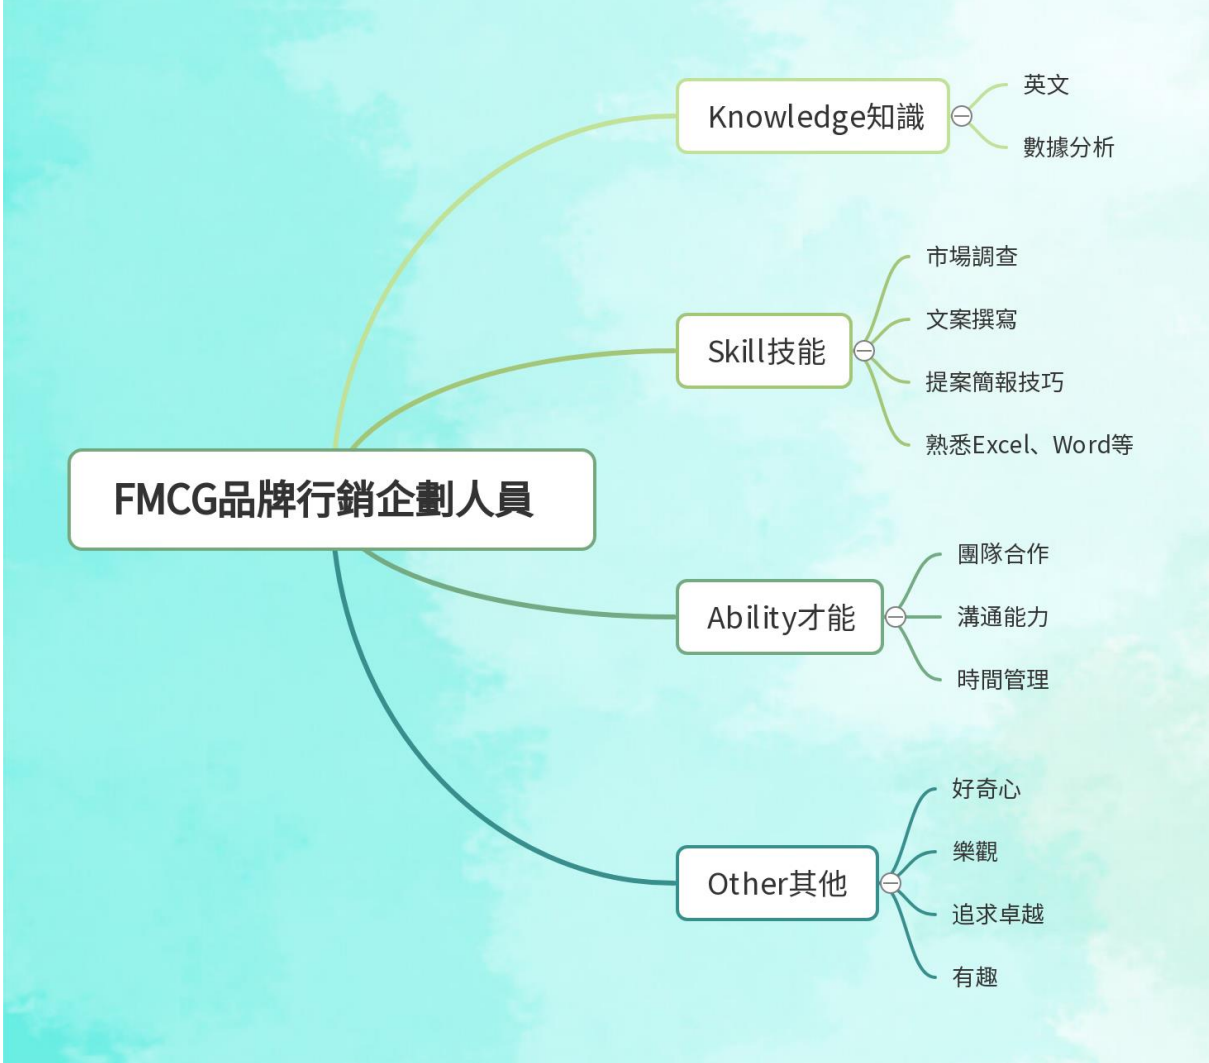 Knowledge知識
英文
數據分析
Skill技能
市場調查
文案撰寫
提案簡報技巧
熟悉Excel、Word等
FMCG品牌行銷企劃人員
Ability才能
團隊合作
溝通能力
時間管理
Other其他
好奇心
樂觀
追求卓越
有趣